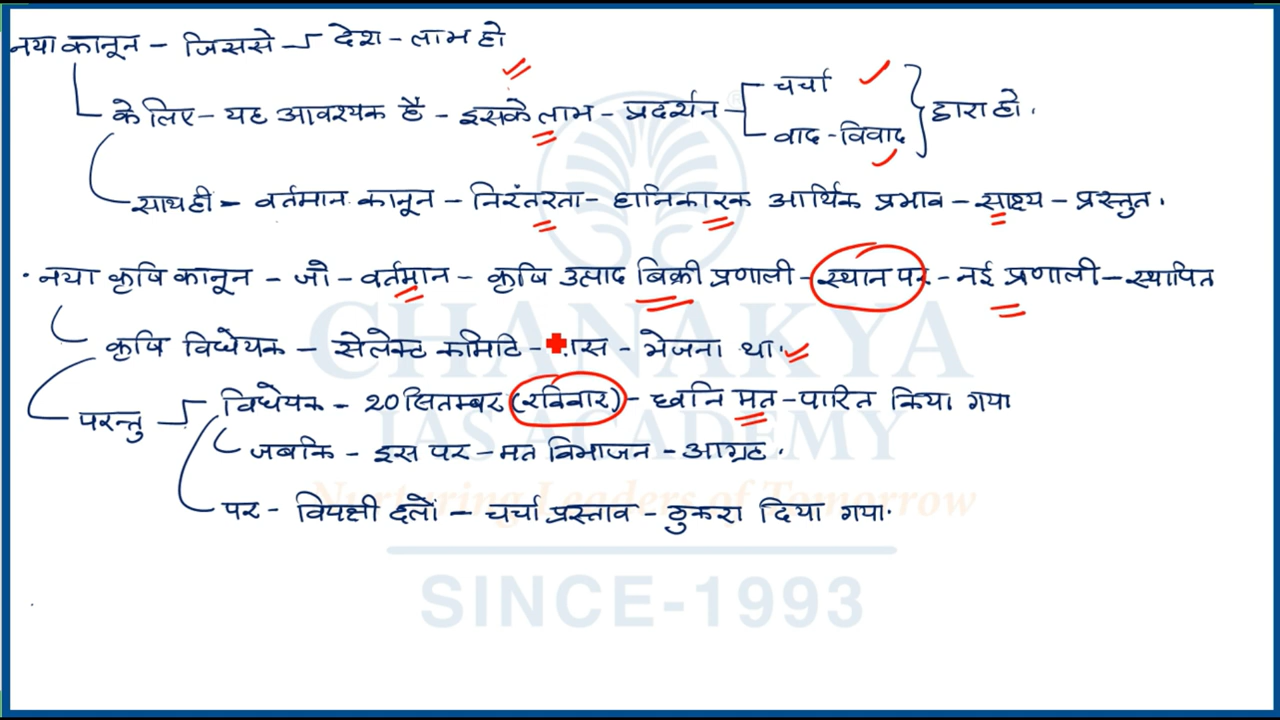 नया कानून - जिससे - देश - लाभ हो
के लिए - यह आवश्यक है - इसके लाभ - प्रदर्शन - चर्चा
वाद - विवाद
द्वारा हो.
साथ ही - वर्तमान कानून - निरंतरता - हानिकारक आर्थिक प्रभाव - साक्ष्य - प्रस्तुत.
. नया कृषि कानून - जो - वर्तमान - कृषि उत्पाद बिक्री प्रणाली - स्थान पर - नई प्रणाली - स्थापित
कृषि विधेयक - सेलेक्ट कमिटि - पास - भेजना था.
परन्तु - विधेयक - 20 सितम्बर (रविवार) - ध्वनि मत - पारित किया गया
जबकि - इस पर - मत विभाजन - आग्रह.
पर - विपक्षी दलों - चर्चा प्रस्ताव - ठुकरा दिया गया.
CHANAKYA
IAS ACADEMY
Nurturing Leaders of Tomorrow
SINCE-1993